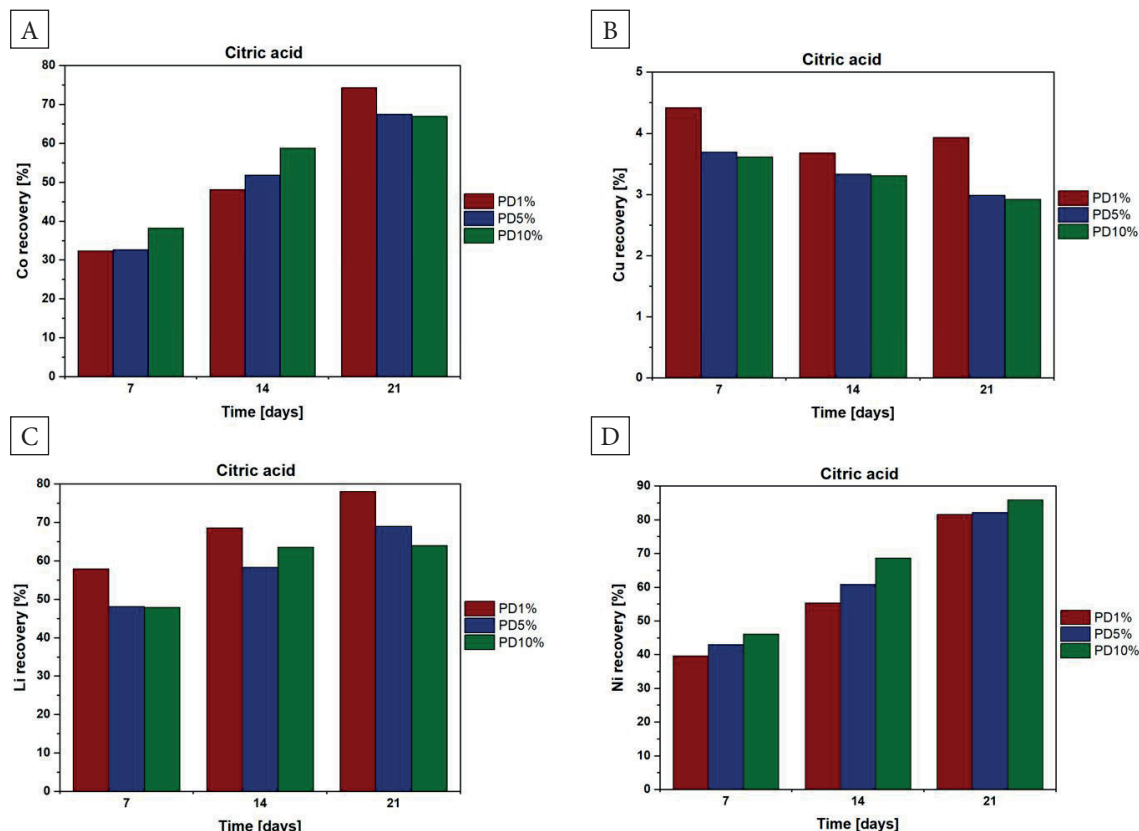 A
Citric acid
Co recovery [%]
80
70
60
50
40
30
20
10
0
7 14 21
Time [days]
PD1%
PD5%
PD10%
B
Citric acid
Cu recovery [%]
5
4
3
2
1
0
7 14 21
Time [days]
PD1%
PD5%
PD10%
C
Citric acid
Li recovery [%]
80
70
60
50
40
30
20
10
0
7 14 21
Time [days]
PD1%
PD5%
PD10%
D
Citric acid
Ni recovery [%]
90
80
70
60
50
40
30
20
10
0
7 14 21
Time [days]
PD1%
PD5%
PD10%